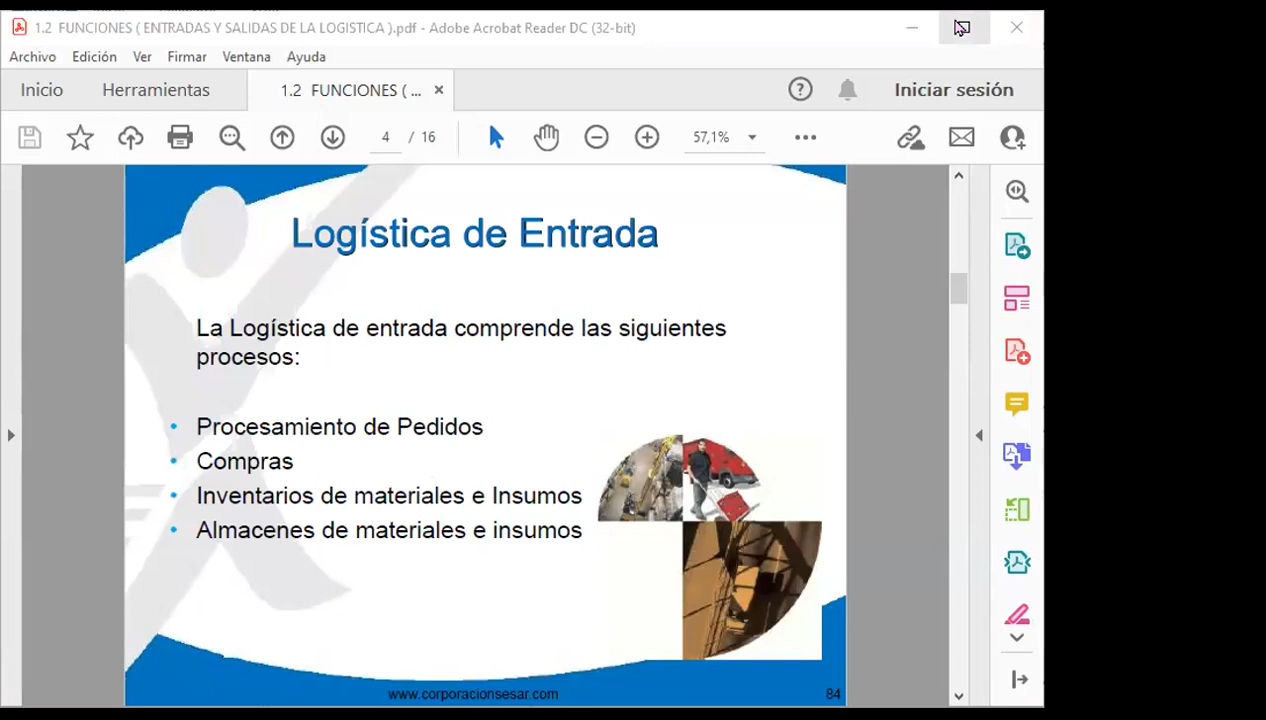 1.2 FUNCIONES ( ENTRADAS Y SALIDAS DE LA LOGISTICA ).pdf - Adobe Acrobat Reader DC (32-bit)
Archivo Edición Ver Firmar Ventana Ayuda
Inicio Herramientas 1.2 FUNCIONES ( ... × Iniciar sesión
4 / 16 57,1%
Logística de Entrada
La Logística de entrada comprende las siguientes
procesos:
• Procesamiento de Pedidos
• Compras
• Inventarios de materiales e Insumos
• Almacenes de materiales e insumos
www.corporacionsesar.com 84